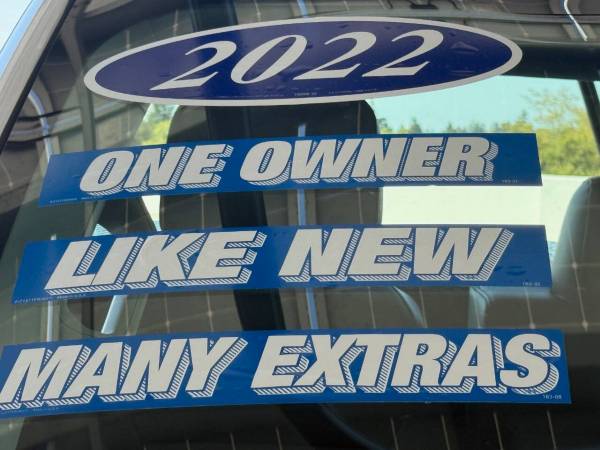 2022
ONE OWNER
LIKE NEW
MANY EXTRAS